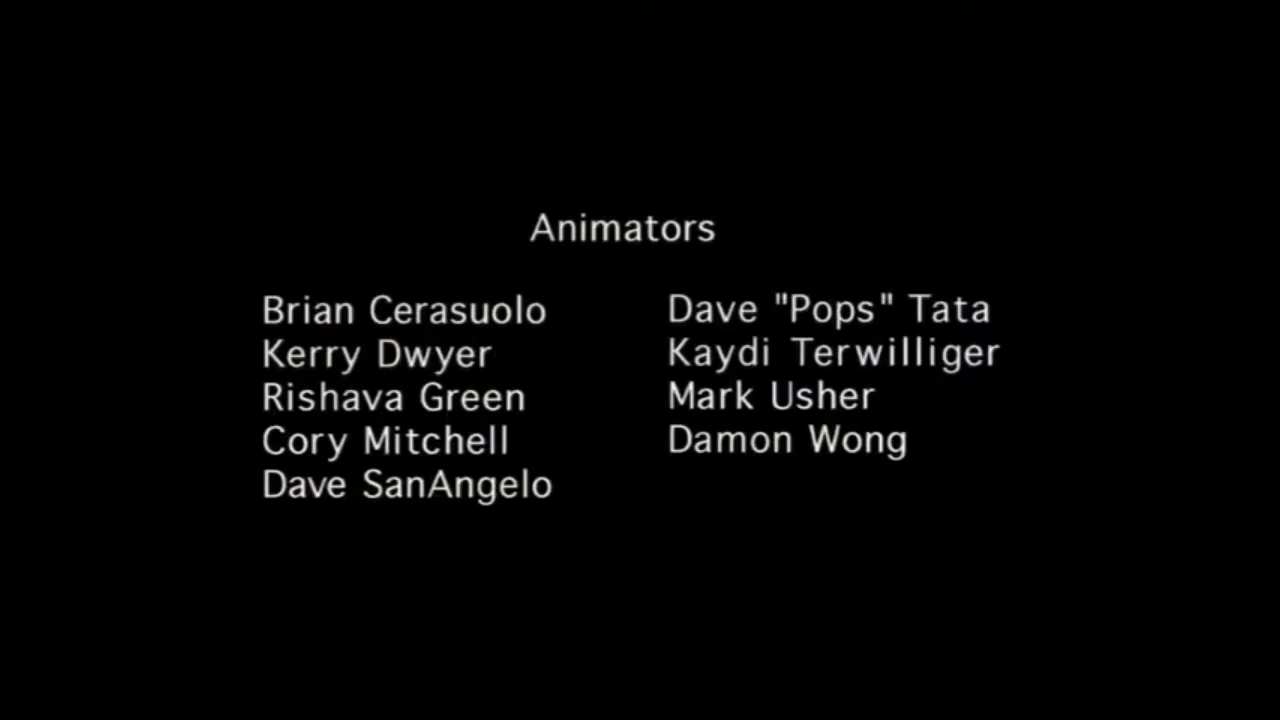 Animators
Brian Cerasuolo
Kerry Dwyer
Rishava Green
Cory Mitchell
Dave SanAngelo
Dave "Pops" Tata
Kaydi Terwilliger
Mark Usher
Damon Wong